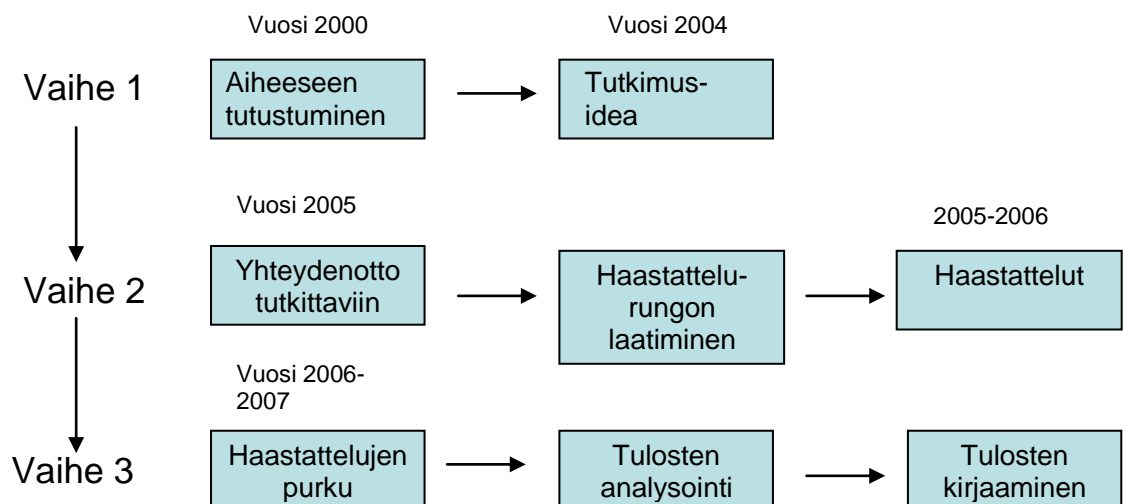 Vuosi 2000
Vuosi 2004
Vaihe 1
Aiheeseen
tutustuminen
Tutkimus-
idea
Vuosi 2005
2005-2006
Vaihe 2
Yhteydenotto
tutkittaviin
Haastattelu-
rungon
laatiminen
Haastattelut
Vuosi 2006-
2007
Vaihe 3
Haastattelujen
purku
Tulosten
analysointi
Tulosten
kirjaaminen